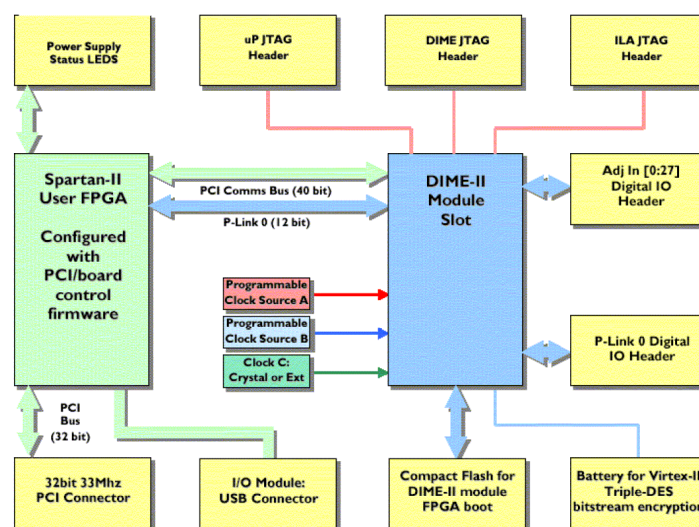 Power Supply
Status LEDS
uP JTAG
Header
DIME JTAG
Header
ILA JTAG
Header
Spartan-II
User FPGA
Configured
with
PCI/board
control
firmware
PCI Comms Bus (40 bit)
P-Link 0 (12 bit)
DIME-II
Module
Slot
Adj In [0:27]
Digital IO
Header
Programmable
Clock Source A
Programmable
Clock Source B
Clock C:
Crystal or Ext
P-Link 0 Digital
IO Header
PCI
Bus
(32 bit)
32bit 33Mhz
PCI Connector
I/O Module:
USB Connector
Compact Flash for
DIME-II module
FPGA boot
Battery for Virtex-II
Triple-DES
bitstream encryption